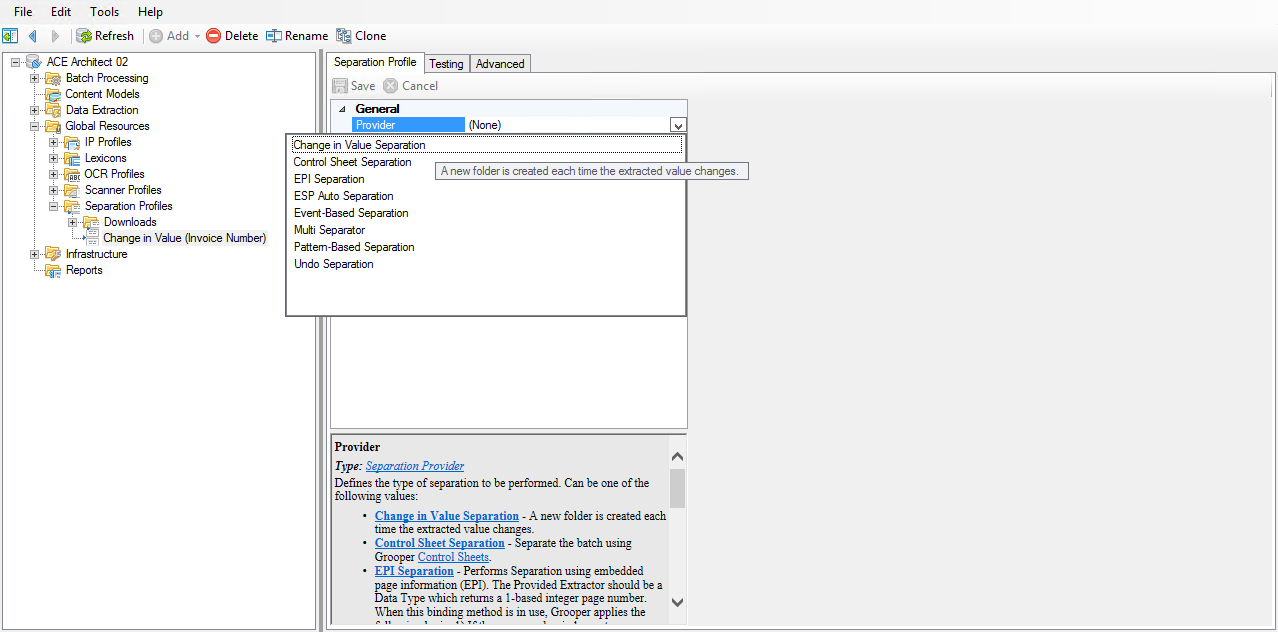 File Edit Tools Help
Refresh Add Delete Rename Clone
ACE Architect 02
Batch Processing
Content Models
Data Extraction
Global Resources
IP Profiles
Lexicons
OCR Profiles
Scanner Profiles
Separation Profiles
Downloads
Change in Value (Invoice Number)
Infrastructure
Reports
Separation Profile Testing Advanced
Save Cancel
General
Provider (None)
Change in Value Separation
Control Sheet Separation
A new folder is created each time the extracted value changes.
EPI Separation
ESP Auto Separation
Event-Based Separation
Multi Separator
Pattern-Based Separation
Undo Separation
Provider
Type: Separation Provider
Defines the type of separation to be performed. Can be one of the
following values:
• Change in Value Separation - A new folder is created each
time the extracted value changes.
• Control Sheet Separation - Separate the batch using
Grooper Control Sheets.
• EPI Separation - Performs Separation using embedded
page information (EPI). The Provided Extractor should be a
Data Type which returns a 1-based integer page number.
When this binding method is in use, Grooper applies the